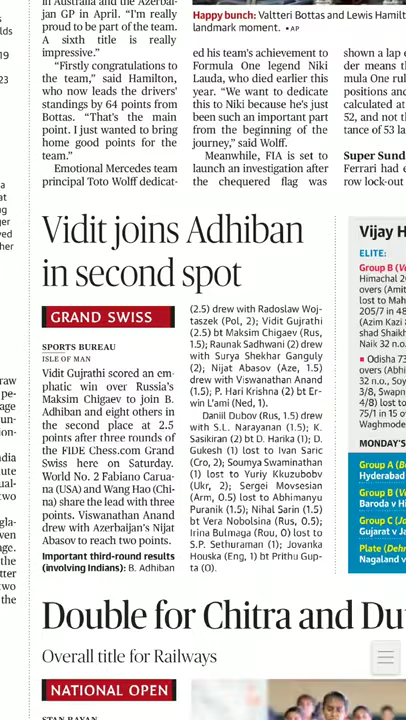 in Australia and the Azerbai-
jan GP in April. “I’m really
proud to be part of the team.
A sixth title is really
impressive.”
“Firstly congratulations to
the team,” said Hamilton,
who now leads the drivers’
standings by 64 points from
Bottas. “That’s the main
point. I just wanted to bring
home good points for the
team.”
Emotional Mercedes team
principal Toto Wolff dedicat-
Happy bunch: Valtteri Bottas and Lewis Hamilt
landmark moment. • AP
ed his team’s achievement to
Formula One legend Niki
Lauda, who died earlier this
year. “We want to dedicate
this to Niki because he’s just
been such an important part
from the beginning of the
journey,” said Wolff.
Meanwhile, FIA is set to
launch an investigation after
the chequered flag was
shown a lap e
der means th
mula One rul
positions and
calculated at
52, and not th
tance of 53 la
Super Sund
Ferrari had e
row lock-out
Vidit joins Adhiban
in second spot
GRAND SWISS
SPORTS BUREAU
ISLE OF MAN
Vidit Gujrathi scored an em-
phatic win over Russia’s
Maksim Chigaev to join B.
Adhiban and eight others in
the second place at 2.5
points after three rounds of
the FIDE Chess.com Grand
Swiss here on Saturday.
World No. 2 Fabiano Carua-
na (USA) and Wang Hao (Chi-
na) share the lead with three
points. Viswanathan Anand
drew with Azerbaijan’s Nijat
Abasov to reach two points.
Important third-round results
(involving Indians): B. Adhiban
(2.5) drew with Radoslaw Woj-
taszek (Pol, 2); Vidit Gujrathi
(2.5) bt Maksim Chigaev (Rus,
1.5); Raunak Sadhwani (2) drew
with Surya Shekhar Ganguly
(2); Nijat Abasov (Aze, 1.5)
drew with Viswanathan Anand
(1.5); P. Hari Krishna (2) bt Er-
win L’ami (Ned, 1).
Daniil Dubov (Rus, 1.5) drew
with S.L. Narayanan (1.5); K.
Sasikiran (2) bt D. Harika (1); D.
Gukesh (1) lost to Ivan Saric
(Cro, 2); Soumya Swaminathan
(1) lost to Yuriy Kkuzubobv
(Ukr, 2); Sergei Movsesian
(Arm, 0.5) lost to Abhimanyu
Puranik (1.5); Nihal Sarin (1.5)
bt Vera Nobolsina (Rus, 0.5);
Irina Bulmaga (Rou, 0) lost to
S.P. Sethuraman (1); Jovanka
Houska (Eng, 1) bt Prithu Gup-
ta (0).
Vijay H
ELITE:
Group B (V
Himachal 20
overs (Amit
lost to Mah
205/7 in 48
(Azim Kazi
shad Shaikh
Naik 32 n.o.
■ Odisha 73
overs (Abhi
32 n.o., Soy
3/8, Swapn
4/8) lost to
75/1 in 15 o
Waghmode
MONDAY’S
Group A (B
Hyderabad
Group B (V
Baroda v Hi
Group C (J
Gujarat v Ja
Plate (Dehr
Nagaland v
Double for Chitra and Du
Overall title for Railways
NATIONAL OPEN
STAN RAYAN